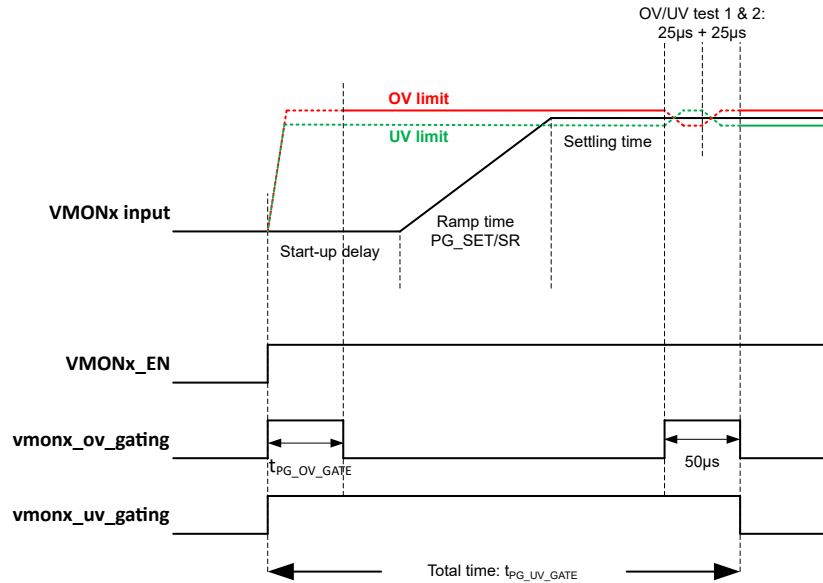 OV/UV test 1 & 2:
25µs + 25µs
OV limit
UV limit
Settling time
VMONx input
Ramp time
PG_SET/SR
Start-up delay
VMONx_EN
vmonx_ov_gating
tPG_OV_GATE
50µs
vmonx_uv_gating
Total time: tPG_UV_GATE